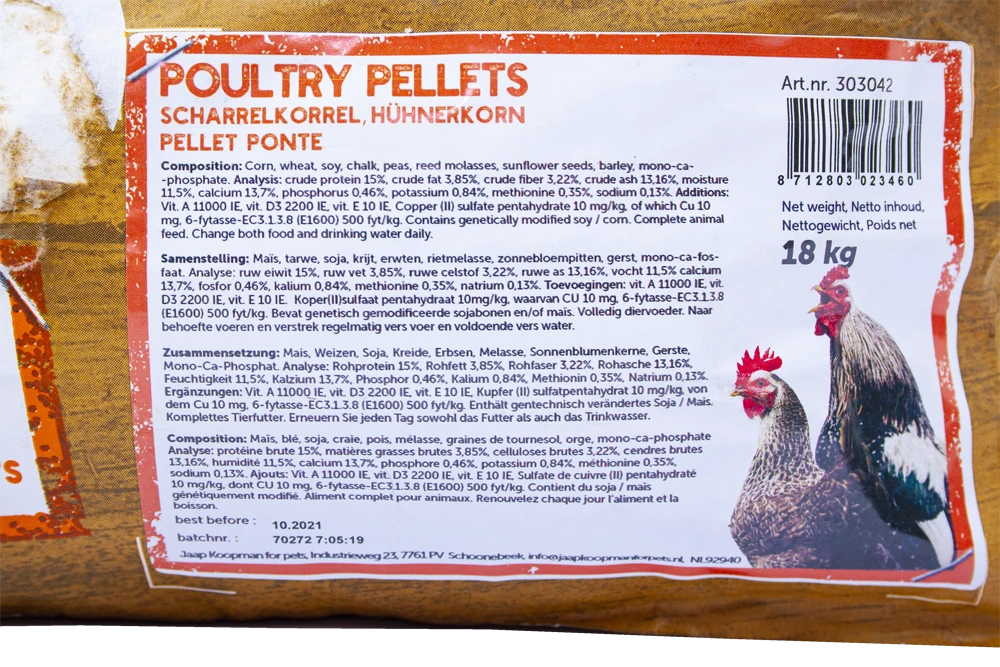 POULTRY PELLETS
SCHARRELKORREL, HÜHNERKORN
PELLET PONTE
Composition: Corn, wheat, soy, chalk, peas, reed molasses, sunflower seeds, barley, mono-ca-
-phosphate. Analysis: crude protein 15%, crude fat 3,85%, crude fiber 3,22%, crude ash 13,16%, moisture
11,5%, calcium 13,7%, phosphorus 0,46%, potassium 0,84%, methionine 0,35%, sodium 0,13%. Additions:
Vit. A 11000 IE, vit. D3 2200 IE, vit. E 10 IE, Copper (II) sulfate pentahydrate 10 mg/kg, of which Cu 10
mg, 6-fytasse-EC3.1.3.8 (E1600) 500 fyt/kg. Contains genetically modified soy / corn. Complete animal
feed. Change both food and drinking water daily.
Samenstelling: Maïs, tarwe, soja, krijt, erwten, rietmelasse, zonnebloempitten, gerst, mono-ca-fos-
faat. Analyse: ruw eiwit 15%, ruw vet 3,85%, ruwe celstof 3,22%, ruwe as 13,16%, vocht 11,5% calcium
13,7%, fosfor 0,46%, kalium 0,84%, methionine 0,35%, natrium 0,13%. Toevoegingen: vit. A 11000 IE, vit.
D3 2200 IE, vit. E 10 IE. Koper(II)sulfaat pentahydraat 10mg/kg, waarvan CU 10 mg, 6-fytasse-EC3.1.3.8
(E1600) 500 fyt/kg. Bevat genetisch gemodificeerde sojabonen en/of maïs. Volledig diervoeder. Naar
behoefte voeren en verstrek regelmatig vers voer en voldoende vers water.
Zusammensetzung: Mais, Weizen, Soja, Kreide, Erbsen, Melasse, Sonnenblumenkerne, Gerste,
Mono-Ca-Phosphat. Analyse: Rohprotein 15%, Rohfett 3,85%, Rohfaser 3,22%, Rohasche 13,16%,
Feuchtigkeit 11,5%, Kalzium 13,7%, Phosphor 0,46%, Kalium 0,84%, Methionin 0,35%, Natrium 0,13%.
Ergänzungen: Vit. A 11000 IE, vit. D3 2200 IE, vit. E 10 IE, Kupfer (II) sulfatpentahydrat 10 mg/kg, von
dem Cu 10 mg, 6-fytasse-EC3.1.3.8 (E1600) 500 fyt/kg. Enthält gentechnisch verändertes Soja / Mais.
Komplettes Tierfutter. Erneuern Sie jeden Tag sowohl das Futter als auch das Trinkwasser.
Composition: Maïs, blé, soja, craie, pois, mélasse, graines de tournesol, orge, mono-ca-phosphate
Analyse: protéine brute 15%, matières grasses brutes 3,85%, celluloses brutes 3,22%, cendres brutes
13,16%, humidité 11,5%, calcium 13,7%, phosphore 0,46%, potassium 0,84%, méthionine 0,35%,
sodium 0,13%. Ajouts: Vit. A 11000 IE, vit. D3 2200 IE, vit. E 10 IE, Sulfate de cuivre (II) pentahydraté
10 mg/kg, dont CU 10 mg, 6-fytasse-EC3.1.3.8 (E1600) 500 fyt/kg. Contient du soja / maïs
génétiquement modifié. Aliment complet pour animaux. Renouvelez chaque jour l'aliment et la
boisson.
best before : 10.2021
batchnr. : 70272 7:05:19
Jaap Koopman for pets, Industrieweg 23, 7761 PV Schoonebeek, info@jaapkoopmanforpets.nl, NL92940
Art.nr. 303042
8 712803 023460
Net weight, Netto inhoud,
Nettogewicht, Poids net
18 kg
S